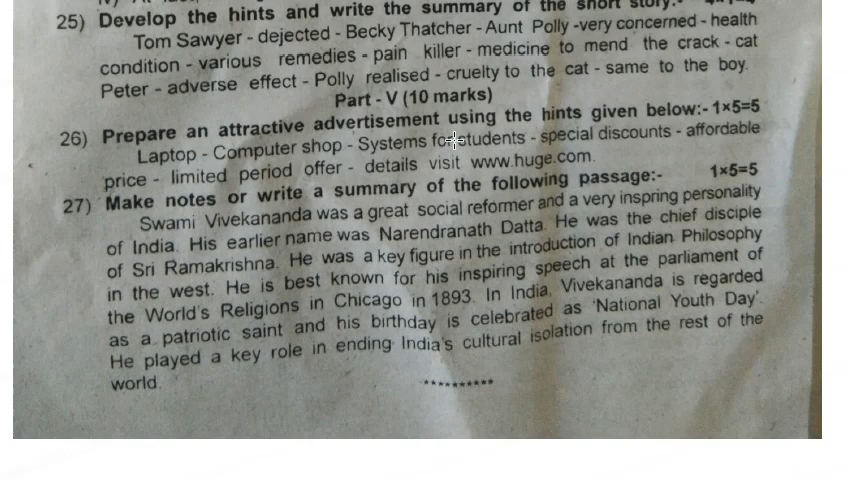 25) Develop the hints and write the summary of the short story:-
Tom Sawyer - dejected - Becky Thatcher - Aunt Polly -very concerned - health
condition - various remedies - pain killer - medicine to mend the crack - cat
Peter - adverse effect - Polly realised - cruelty to the cat - same to the boy.
Part - V (10 marks)
26) Prepare an attractive advertisement using the hints given below:- 1×5=5
Laptop - Computer shop - Systems for students - special discounts - affordable
price - limited period offer - details visit www.huge.com.
27) Make notes or write a summary of the following passage:- 1×5=5
Swami Vivekananda was a great social reformer and a very inspring personality
of India. His earlier name was Narendranath Datta. He was the chief disciple
of Sri Ramakrishna. He was a key figure in the introduction of Indian Philosophy
in the west. He is best known for his inspiring speech at the parliament of
the World's Religions in Chicago in 1893. In India, Vivekananda is regarded
as a patriotic saint and his birthday is celebrated as 'National Youth Day'.
He played a key role in ending India's cultural isolation from the rest of the
world.
**********